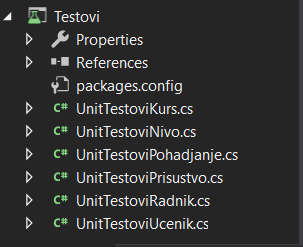 Testovi
Properties
References
packages.config
C# UnitTestoviKurs.cs
C# UnitTestoviNivo.cs
C# UnitTestoviPohadjanje.cs
C# UnitTestoviPrisustvo.cs
C# UnitTestoviRadnik.cs
C# UnitTestoviUcenik.cs